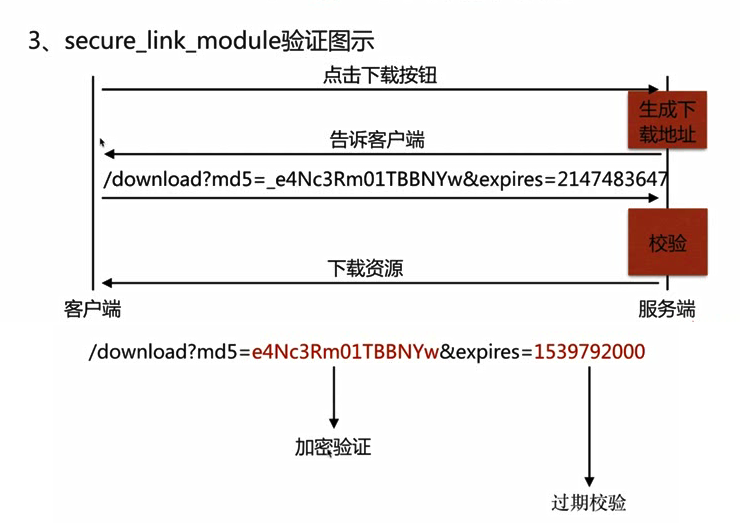 3、secure_link_module验证图示
点击下载按钮
生成下
载地址
告诉客户端
/download?md5=_e4Nc3Rm01TBBNYw&expires=2147483647
校验
下载资源
客户端
服务端
/download?md5=e4Nc3Rm01TBBNYw&expires=1539792000
加密验证
过期校验